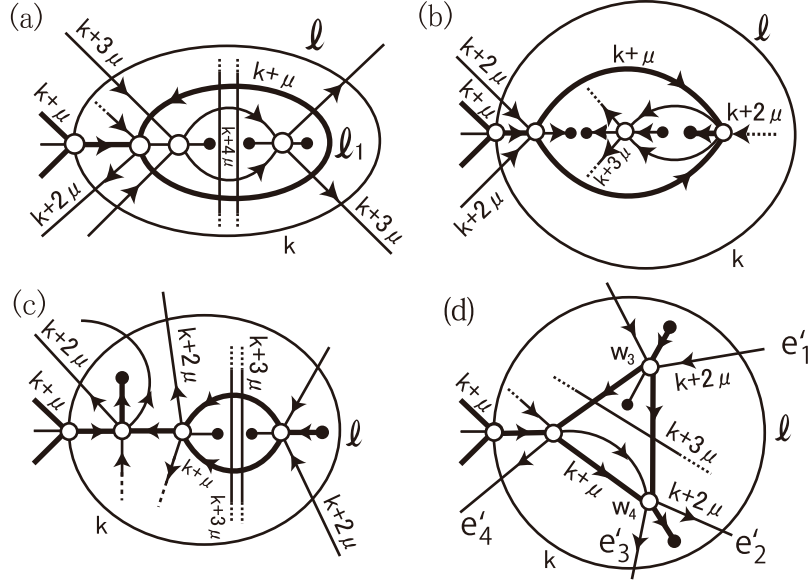 (a)
k+3μ
ℓ
k+μ
k+μ
k+4μ
ℓ₁
k+2μ
k+3μ
k
(b)
ℓ
k+2μ
k+μ
k+2μ
k+3μ
k+2μ
k
(c)
k+2μ
k+2μ
k+3μ
k+μ
ℓ
k+μ
k+3μ
k+2μ
k
(d)
w₃
e′₁
k+2μ
k+μ
ℓ
k+3μ
k+μ
w₄
k+2μ
e′₄
e′₃
e′₂
k